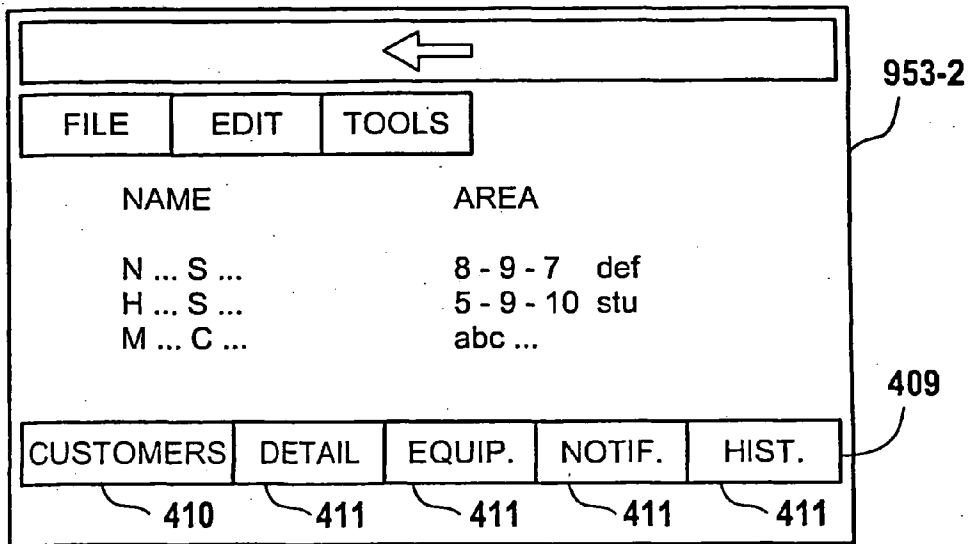 953-2
FILE EDIT TOOLS
NAME AREA
N ... S ... 8 - 9 - 7 def
H ... S ... 5 - 9 - 10 stu
M ... C ... abc ...
409
CUSTOMERS DETAIL EQUIP. NOTIF. HIST.
410 411 411 411 411